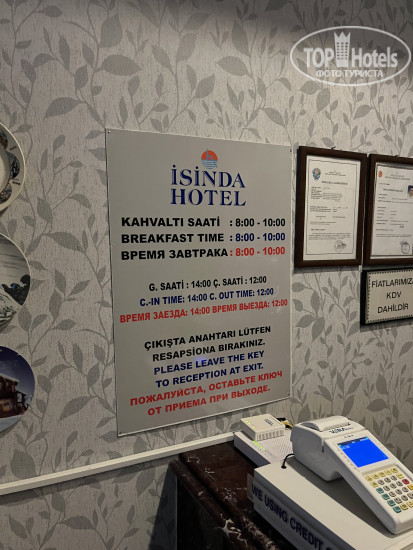 TOP Hotels
ФОТО ТУРИСТА
İSİNDA
HOTEL
KAHVALTI SAATİ : 8:00 - 10:00
BREAKFAST TIME : 8:00 - 10:00
ВРЕМЯ ЗАВТРАКА : 8:00 - 10:00
G. SAATİ : 14:00 Ç. SAATI : 12:00
C.-IN TIME: 14:00 C. OUT TIME: 12:00
ВРЕМЯ ЗАЕЗДА: 14:00 ВРЕМЯ ВЫЕЗДА: 12:00
ÇIKIŞTA ANAHTARI LÜTFEN
RESAPSİONA BIRAKINIZ.
PLEASE LEAVE THE KEY
TO RECEPTION AT EXIT.
ПОЖАЛУЙСТА, ОСТАВЬТЕ КЛЮЧ
ОТ ПРИЕМА ПРИ ВЫХОДЕ.
FİATLARIMIZA
KDV
DAHİLDİR
WE USING CREDIT